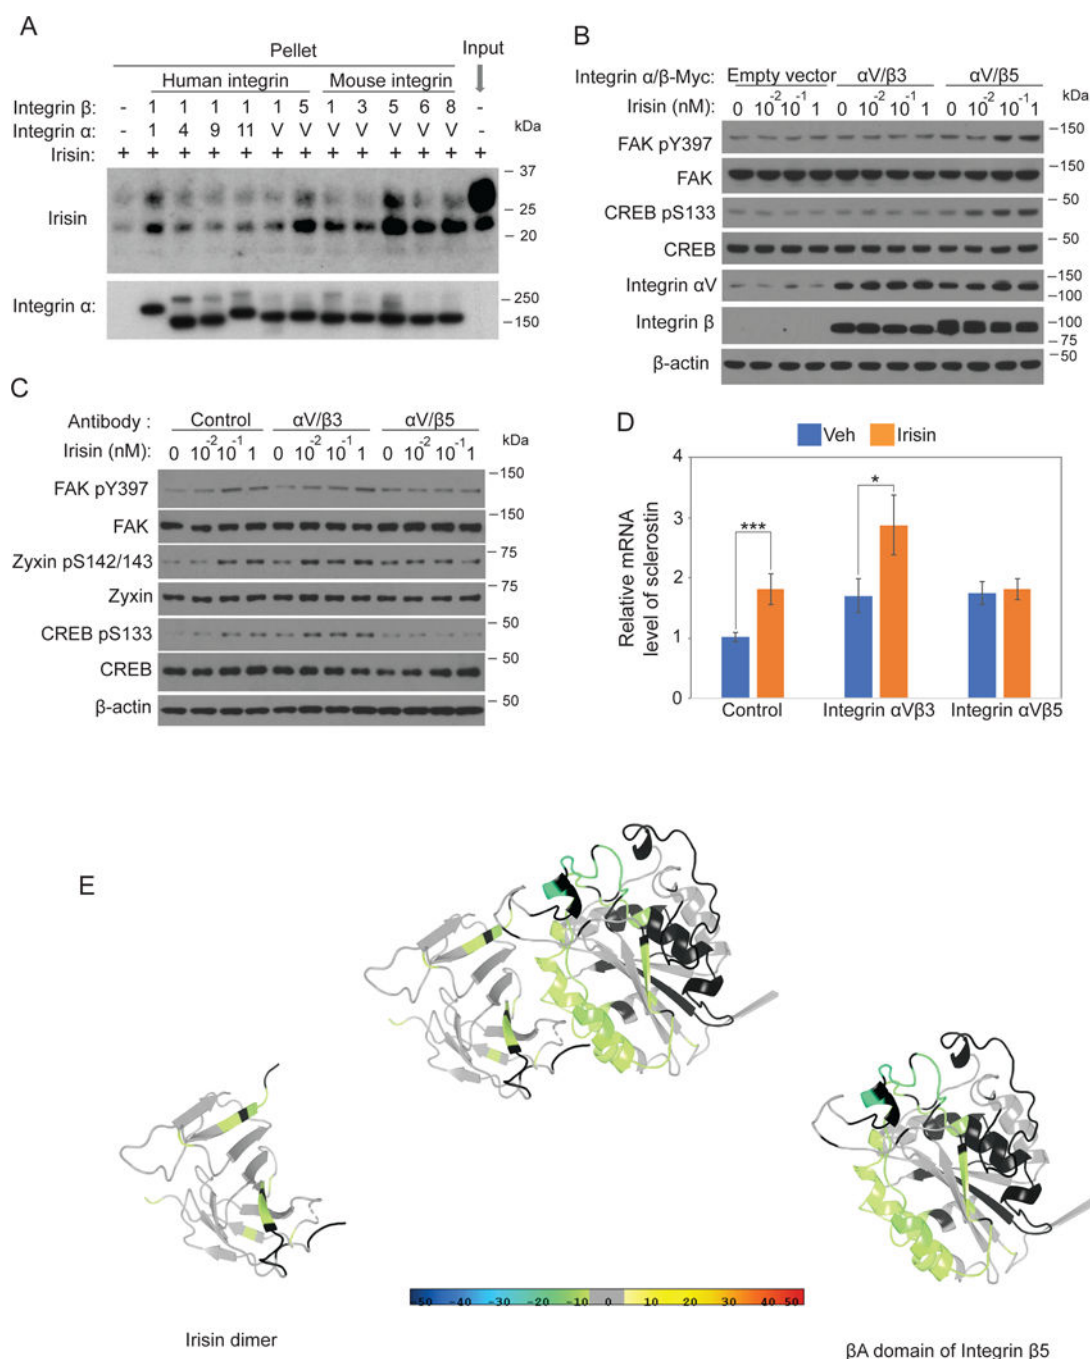 A
Pellet
Input
Human integrin Mouse integrin
Integrin β: - 1 1 1 1 1 5 1 3 5 6 8 -
Integrin α: - 1 4 9 11 V V V V V V V -
kDa
Irisin: + + + + + + + + + + + + +
Irisin
37
25
20
Integrin α:
250
150
B
Integrin α/β-Myc: Empty vector αV/β3 αV/β5
Irisin (nM): 0 10-2 10-1 1 0 10-2 10-1 1 0 10-2 10-1 1
kDa
FAK pY397 150
FAK 150
CREB pS133 50
CREB 50
Integrin αV 150
100
Integrin β 100
75
β-actin 50
C
Antibody : Control αV/β3 αV/β5
Irisin (nM): 0 10-2 10-1 1 0 10-2 10-1 1 0 10-2 10-1 1
kDa
FAK pY397 150
FAK 150
Zyxin pS142/143 75
Zyxin 75
CREB pS133 50
CREB 50
β-actin 50
D
Veh Irisin
Relative mRNA
level of sclerostin
4
3
2
1
0
***
*
Control Integrin αVβ3 Integrin αVβ5
E
-50 -40 -30 -20 -10 0 10 20 30 40 50
Irisin dimer
βA domain of Integrin β5